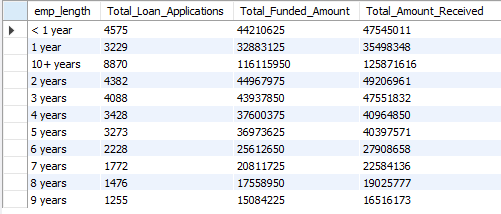 emp_length Total_Loan_Applications Total_Funded_Amount Total_Amount_Received
< 1 year 4575 44210625 47545011
1 year 3229 32883125 35498348
10+ years 8870 116115950 125871616
2 years 4382 44967975 49206961
3 years 4088 43937850 47551832
4 years 3428 37600375 40964850
5 years 3273 36973625 40397571
6 years 2228 25612650 27908658
7 years 1772 20811725 22584136
8 years 1476 17558950 19025777
9 years 1255 15084225 16516173